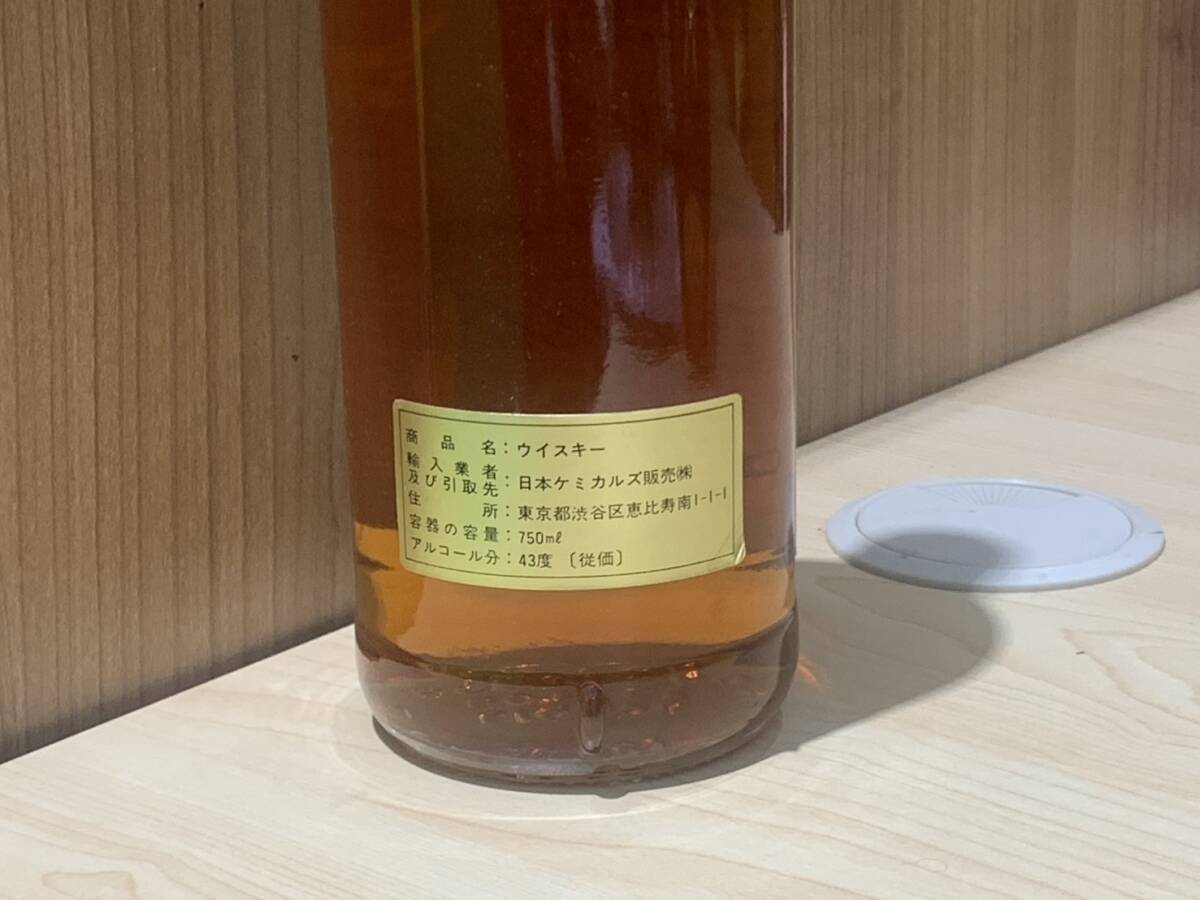 商品名：ウイスキー
輸入業者
及び引取先：日本ケミカルズ販売㈱
住所：東京都渋谷区恵比寿南1-1-1
容器の容量：750mℓ
アルコール分：43度〔従価〕